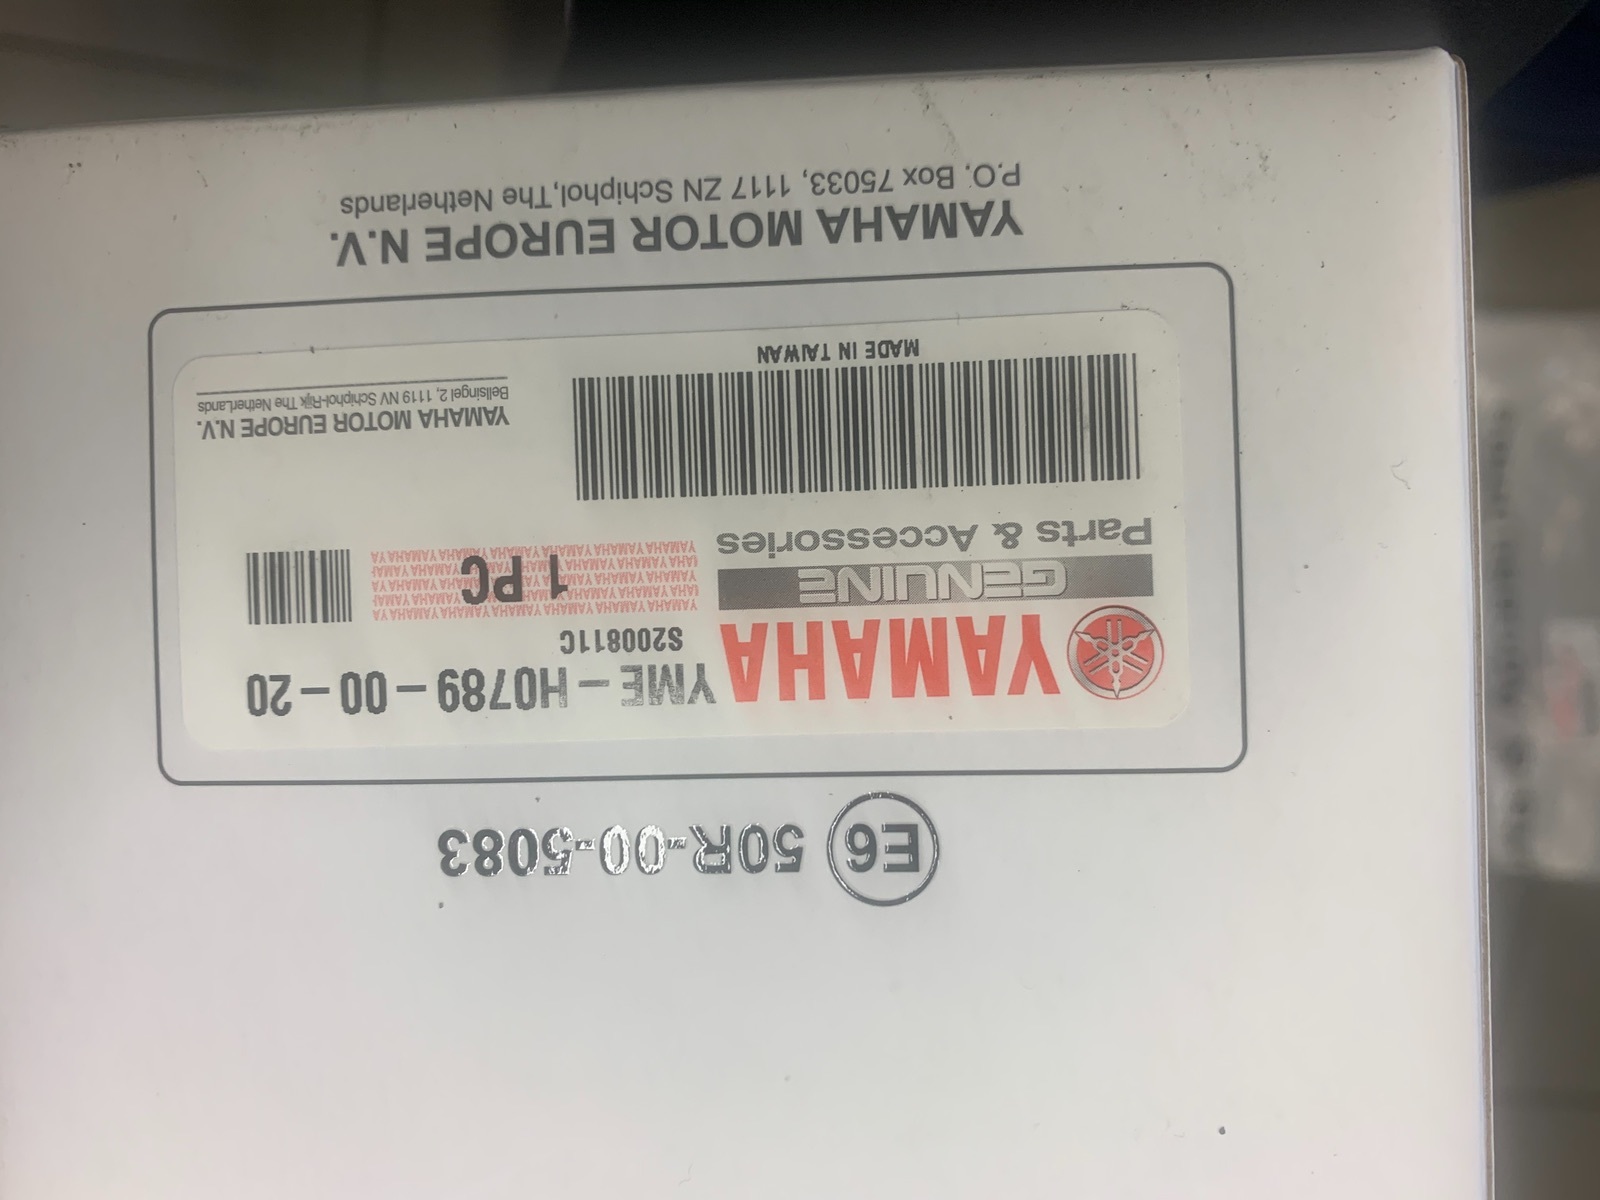 E6 50R-00-5083
YAMAHA YME-H0789-00-20
S200811C
GENUINE
1 PC
Parts & Accessories
YAMAHA MOTOR EUROPE N.V.
Bellsingel 2, 1119 NV Schiphol-Rijk The NetherLands
MADE IN TAIWAN
YAMAHA MOTOR EUROPE N.V.
P.O. Box 75033, 1117 ZN Schiphol,The Netherlands